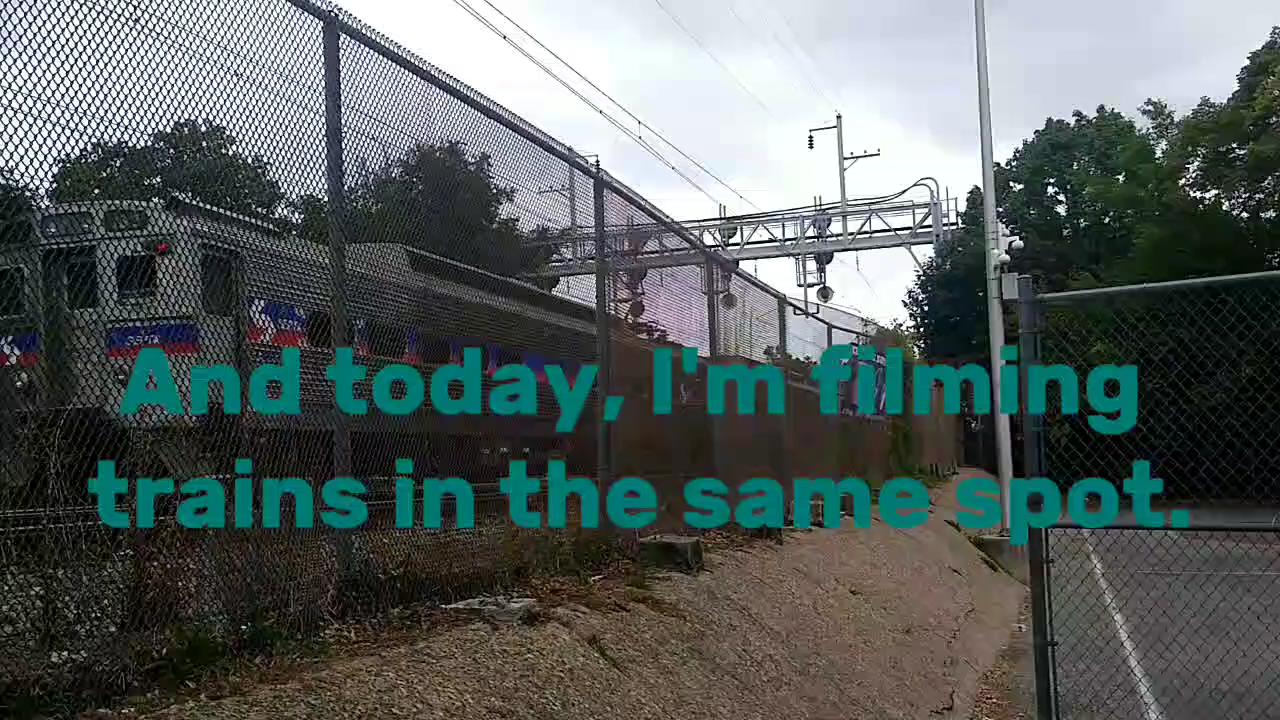 And today, I'm filming
trains in the same spot.